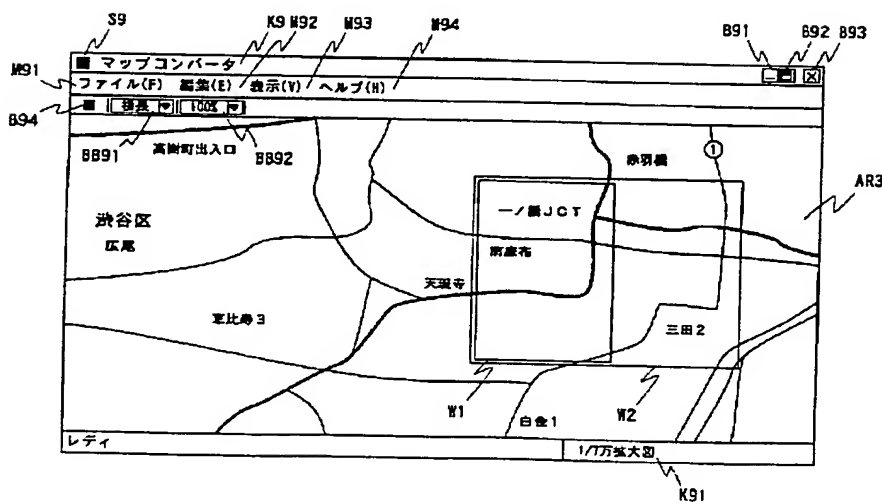 S9 K9 M92 M93 M94 B91 B92 B93
マップコンバータ
M91
ファイル(F) 編集(E) 表示(V) ヘルプ(H)
B94
100%
BB91 BB92
高樹町出入口
赤羽橋
1
AR3
渋谷区
広尾
一ノ橋JCT
南麻布
天現寺
恵比寿3
三田2
W1 W2
白金1
レディ
1/1万拡大図
K91